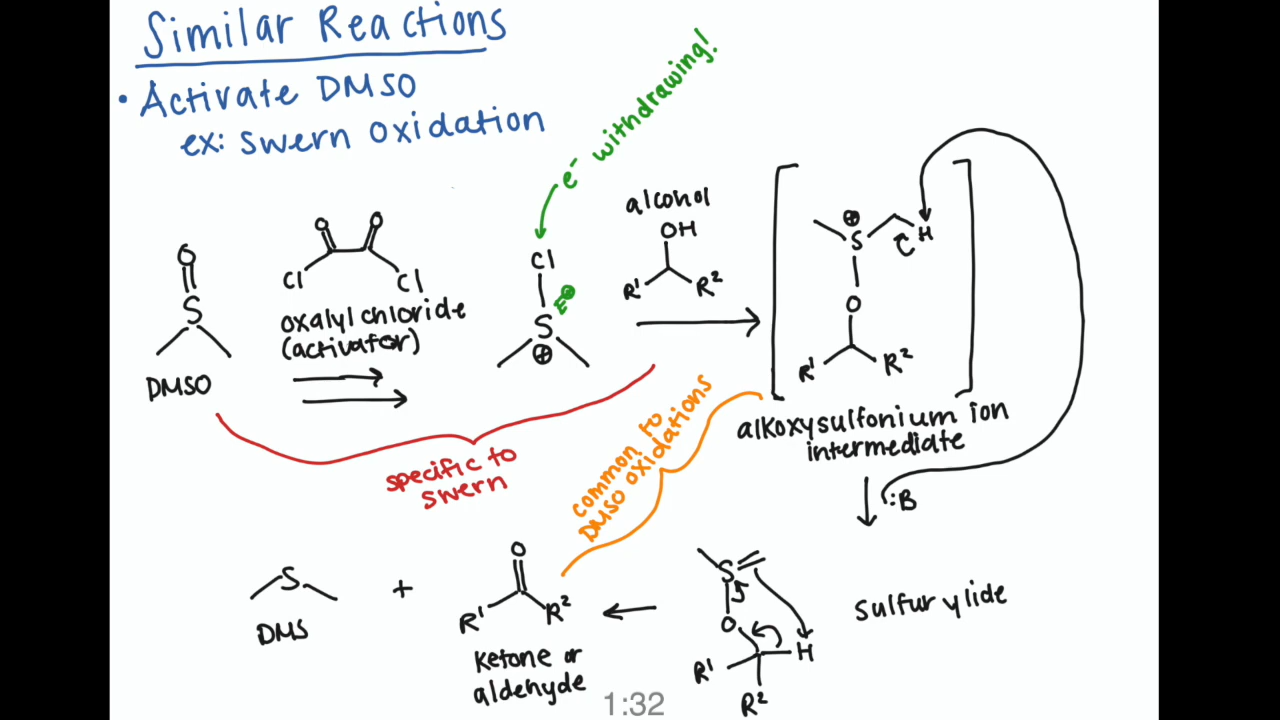 Similar Reactions
• Activate DMSO
ex: swern oxidation
e⁻ withdrawing!
O
S
DMSO
O O
Cl Cl
oxalyl chloride
(activator)
Cl
E⊕
S
⊕
alcohol
OH
R¹ R²
⊕
S H
O
R¹ R²
alkoxysulfonium ion
intermediate
specific to
swern
common to
DMSO oxidations
:B
S
DMS
+
O
R¹ R²
ketone or
aldehyde
S
O
H
R¹
R²
sulfur ylide
1:32